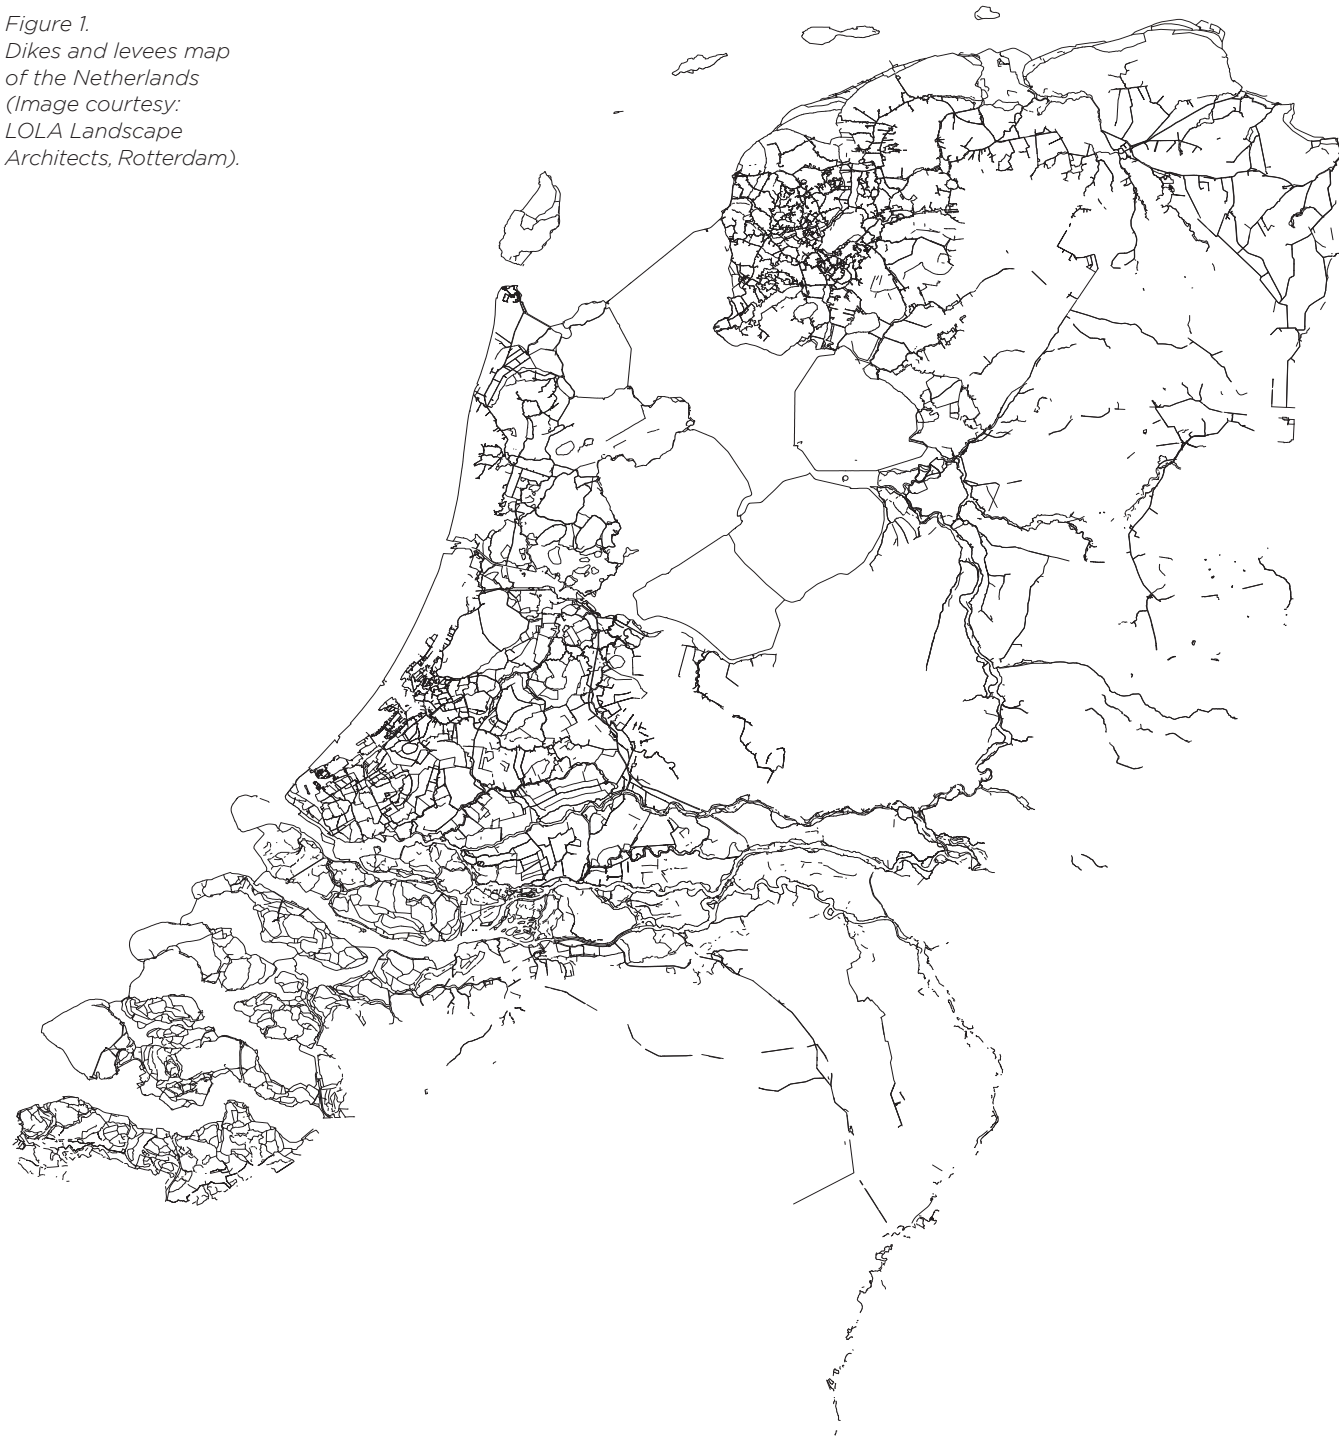 Figure 1.
Dikes and levees map
of the Netherlands
(Image courtesy:
LOLA Landscape
Architects, Rotterdam).